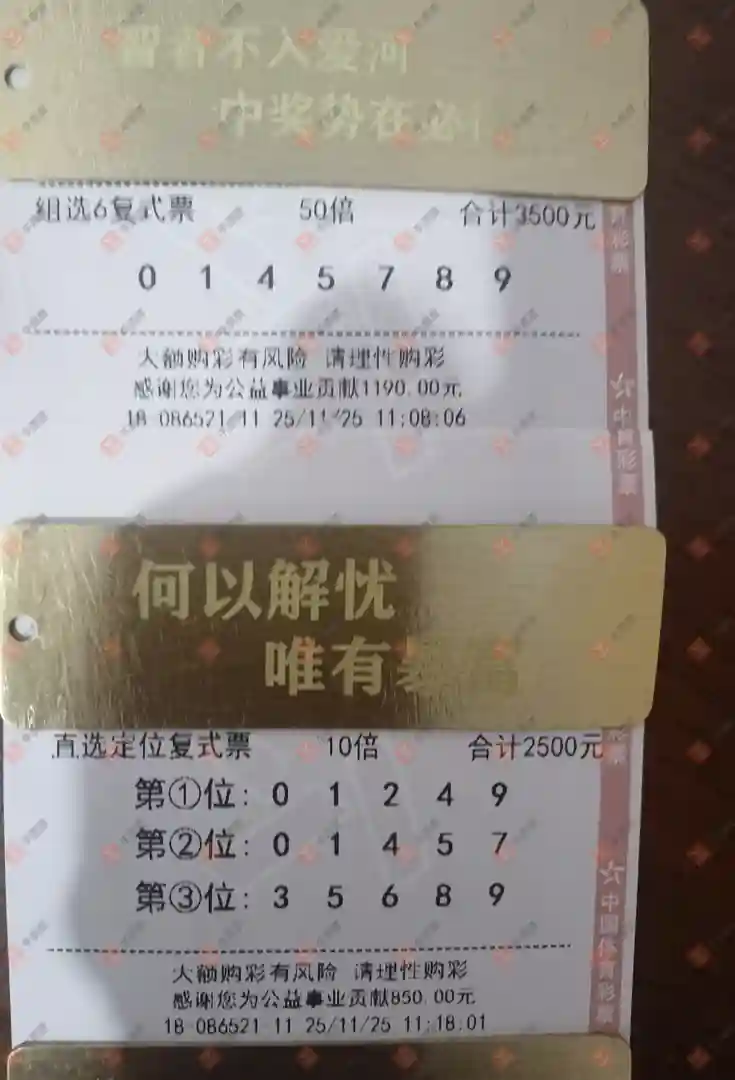 智者不入爱河
中奖势在必
组选6复式票 50倍 合计3500元
0 1 4 5 7 8 9
大额购彩有风险 请理性购彩
感谢您为公益事业贡献1190.00元
18-086521-11 25/11/25 11:08:06
何以解忧
唯有暴富
直选定位复式票 10倍 合计2500元
第①位: 0 1 2 4 9
第②位: 0 1 4 5 7
第③位: 3 5 6 8 9
大额购彩有风险 请理性购彩
感谢您为公益事业贡献850.00元
18-086521-11 25/11/25 11:18:01
中国体育彩票